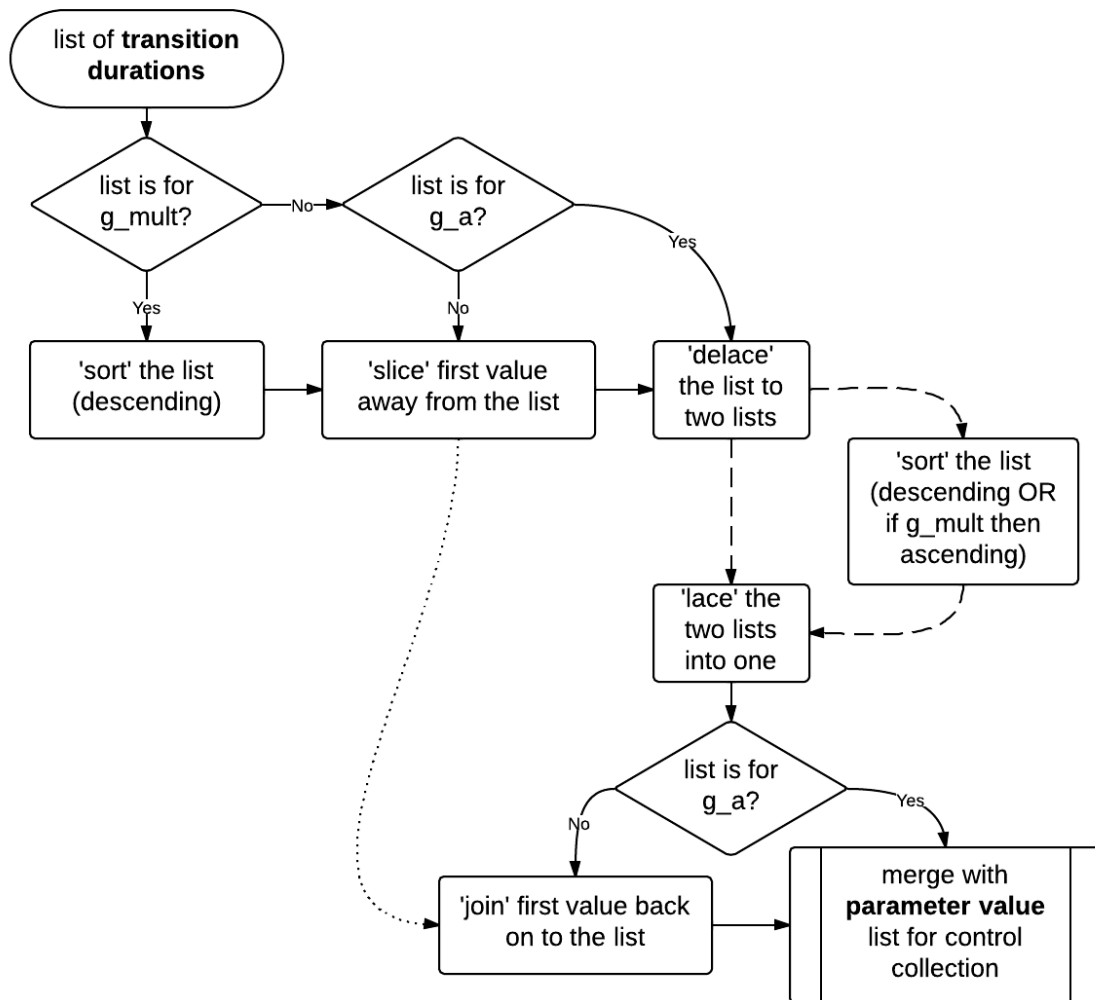 list of transition
durations
list is for
g_mult?
No
list is for
g_a?
Yes
Yes
No
'sort' the list
(descending)
'slice' first value
away from the list
'delace'
the list to
two lists
'sort' the list
(descending OR
if g_mult then
ascending)
'lace' the
two lists
into one
list is for
g_a?
No
Yes
'join' first value back
on to the list
merge with
parameter value
list for control
collection